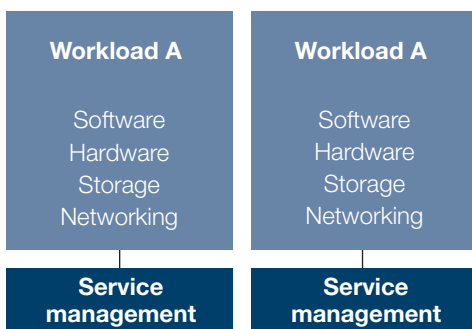 Workload A
Software
Hardware
Storage
Networking
Service
management
Workload A
Software
Hardware
Storage
Networking
Service
management